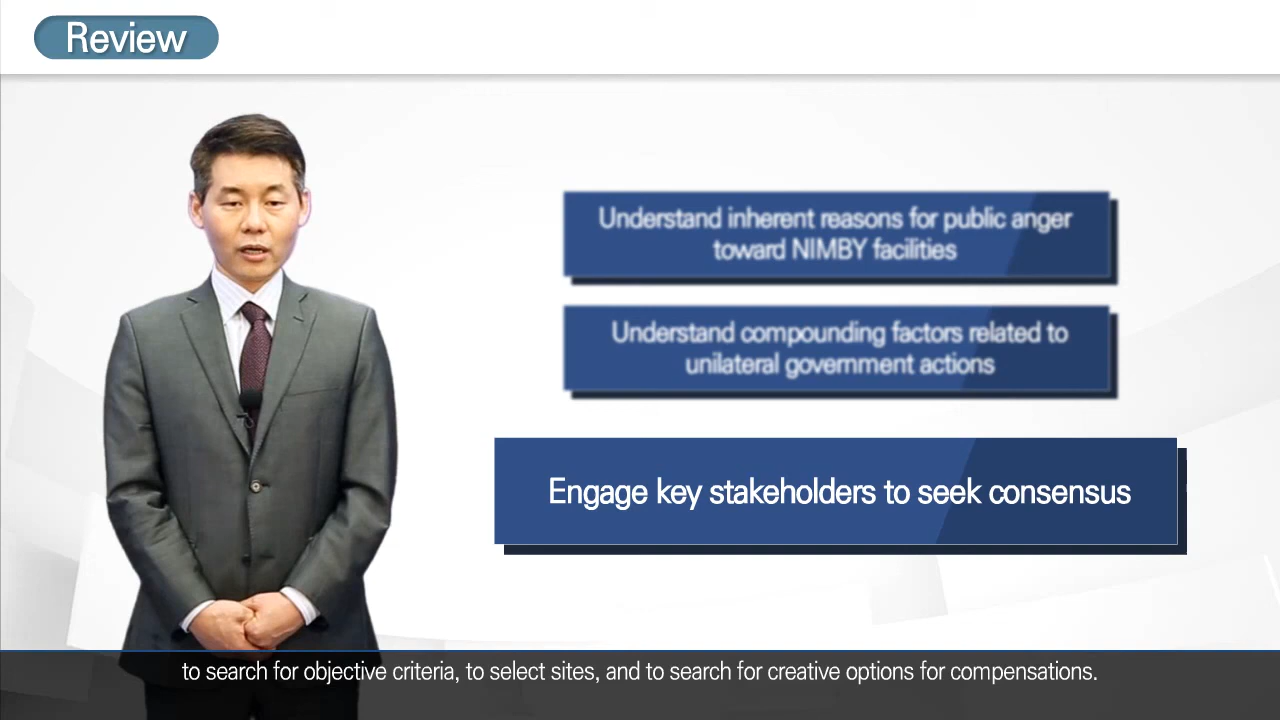 Review
Understand inherent reasons for public anger
toward NIMBY facilities
Understand compounding factors related to
unilateral government actions
Engage key stakeholders to seek consensus
to search for objective criteria, to select sites, and to search for creative options for compensations.